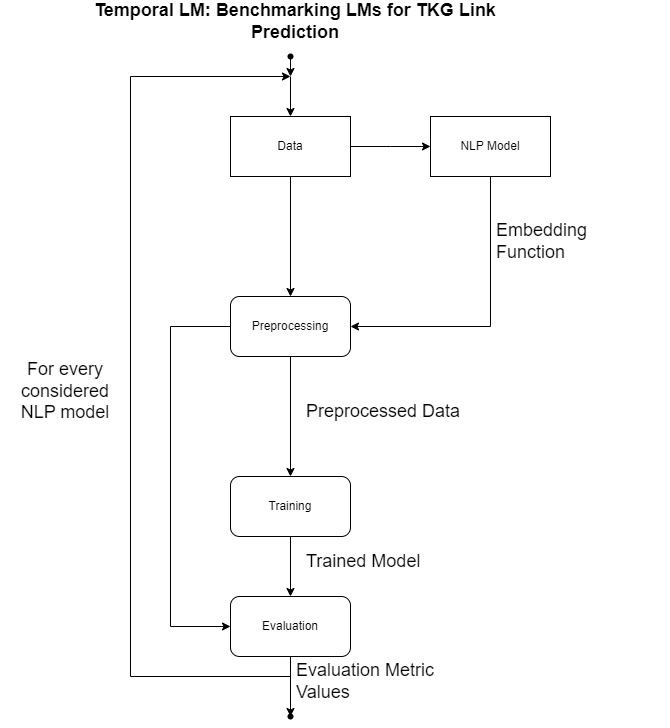 Temporal LM: Benchmarking LMs for TKG Link
Prediction
Data
NLP Model
Embedding
Function
Preprocessing
For every
considered
NLP model
Preprocessed Data
Training
Trained Model
Evaluation
Evaluation Metric
Values